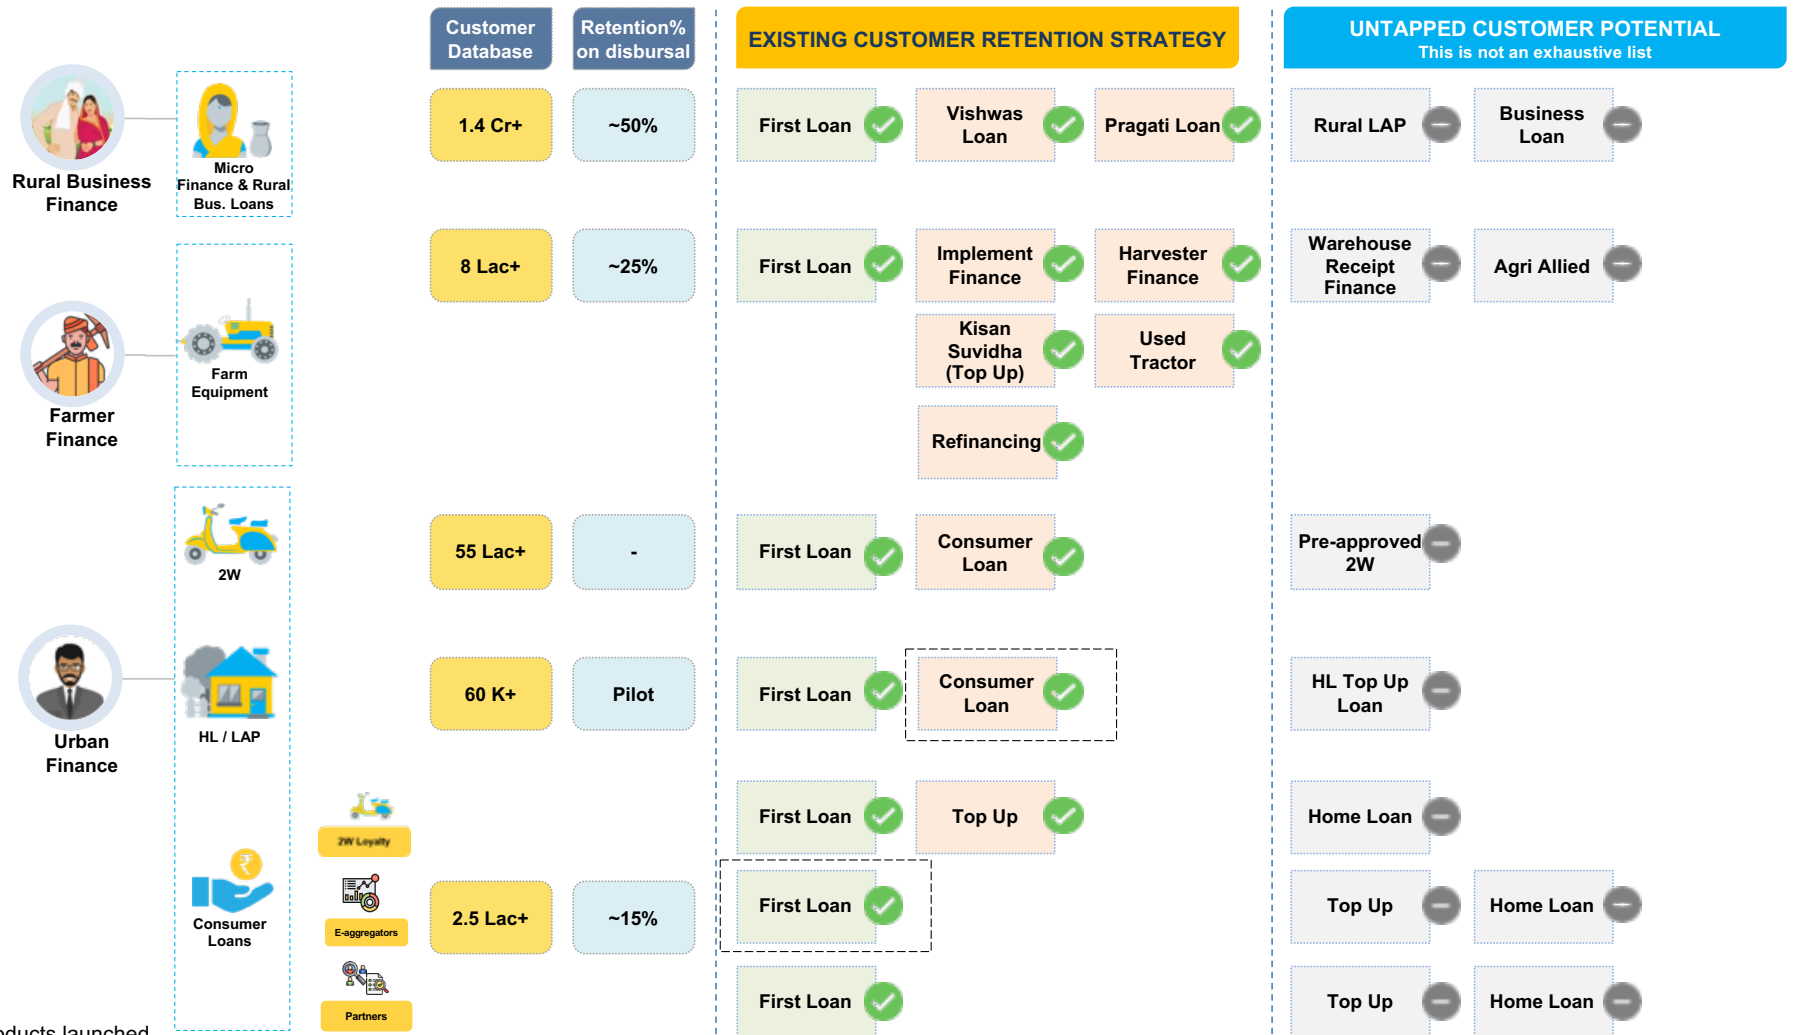 Customer
Database
Retention%
on disbursal
EXISTING CUSTOMER RETENTION STRATEGY
UNTAPPED CUSTOMER POTENTIAL
This is not an exhaustive list
Rural Business
Finance
Micro
Finance & Rural
Bus. Loans
1.4 Cr+
~50%
First Loan
Vishwas
Loan
Pragati Loan
Rural LAP
Business
Loan
Farmer
Finance
Farm
Equipment
8 Lac+
~25%
First Loan
Implement
Finance
Harvester
Finance
Warehouse
Receipt
Finance
Agri Allied
Kisan
Suvidha
(Top Up)
Used
Tractor
Refinancing
Urban
Finance
2W
55 Lac+
-
First Loan
Consumer
Loan
Pre-approved
2W
HL / LAP
60 K+
Pilot
First Loan
Consumer
Loan
HL Top Up
Loan
Consumer
Loans
2W Loyalty
First Loan
Top Up
Home Loan
E-aggregators
2.5 Lac+
~15%
First Loan
Top Up
Home Loan
Partners
First Loan
Top Up
Home Loan
launched